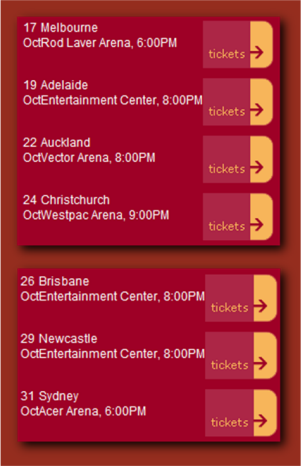 17 Melbourne
OctRod Laver Arena, 6:00PM
tickets
19 Adelaide
OctEntertainment Center, 8:00PM
tickets
22 Auckland
OctVector Arena, 8:00PM
tickets
24 Christchurch
OctWestpac Arena, 9:00PM
tickets
26 Brisbane
OctEntertainment Center, 8:00PM
tickets
29 Newcastle
OctEntertainment Center, 8:00PM
tickets
31 Sydney
OctAcer Arena, 6:00PM
tickets